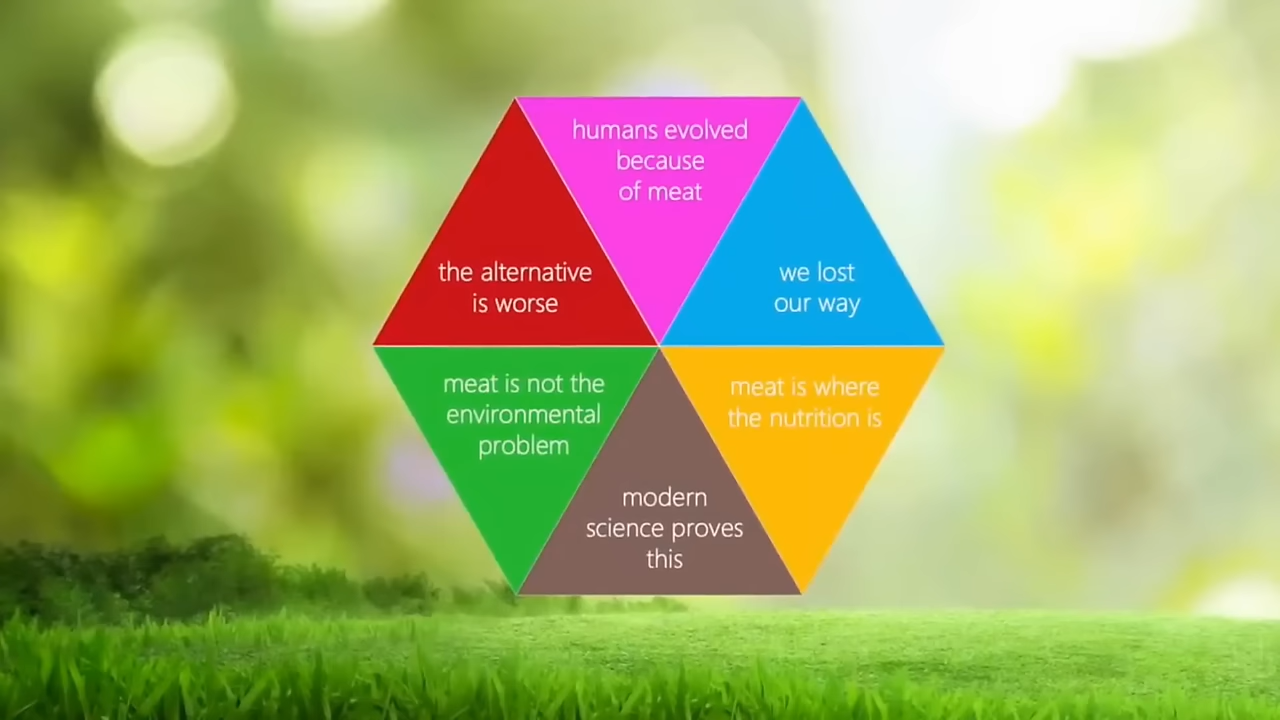 humans evolved
because
of meat
the alternative
is worse
we lost
our way
meat is not the
environmental
problem
meat is where
the nutrition is
modern
science proves
this